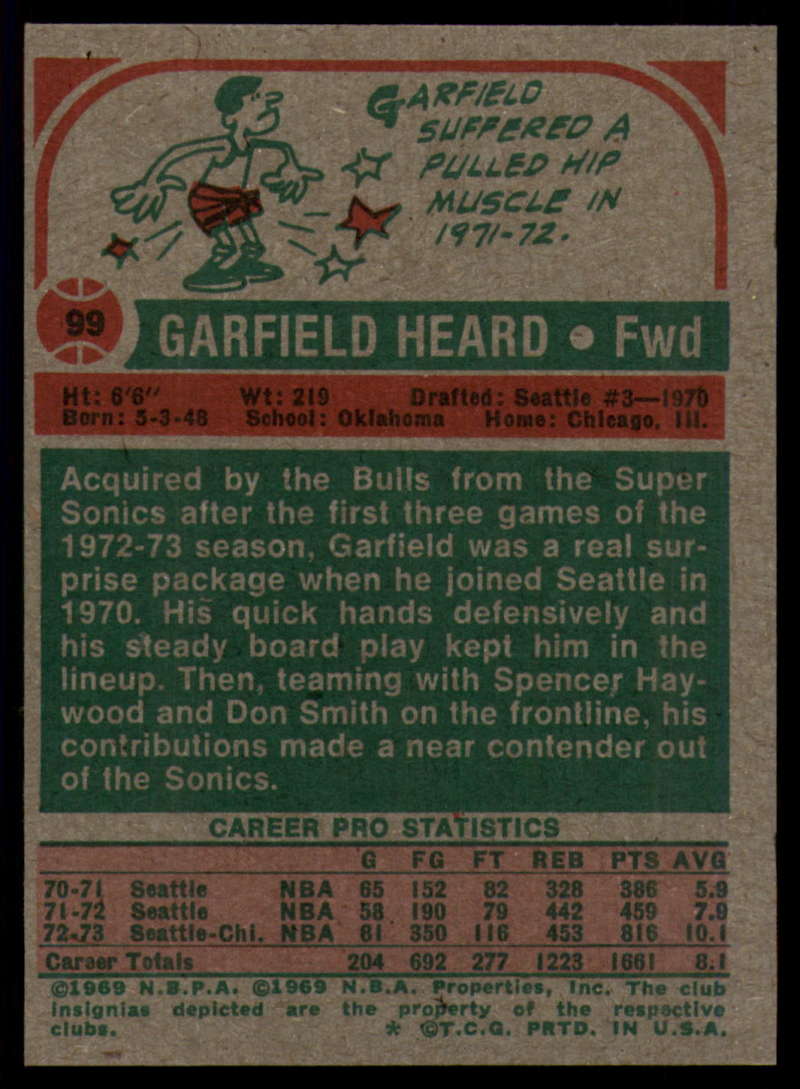 GARFIELD
SUFFERED A
PULLED HIP
MUSCLE IN
1971-72.
99 GARFIELD HEARD • Fwd
Ht: 6'6" Wt: 219 Drafted: Seattle #3—1970
Born: 5-3-48 School: Oklahoma Home: Chicago, Ill.
Acquired by the Bulls from the Super
Sonics after the first three games of the
1972-73 season, Garfield was a real sur-
prise package when he joined Seattle in
1970. His quick hands defensively and
his steady board play kept him in the
lineup. Then, teaming with Spencer Hay-
wood and Don Smith on the frontline, his
contributions made a near contender out
of the Sonics.
CAREER PRO STATISTICS
G FG FT REB PTS AVG
70-71 Seattle NBA 65 152 82 328 386 5.9
71-72 Seattle NBA 58 190 79 442 459 7.9
72-73 Seattle-Chi. NBA 81 350 116 453 816 10.1
Career Totals 204 692 277 1223 1661 8.1
©1969 N.B.P.A. ©1969 N.B.A. Properties, Inc. The club
insignias depicted are the property of the respective
clubs. * ©T.C.G. PRTD. IN U.S.A.